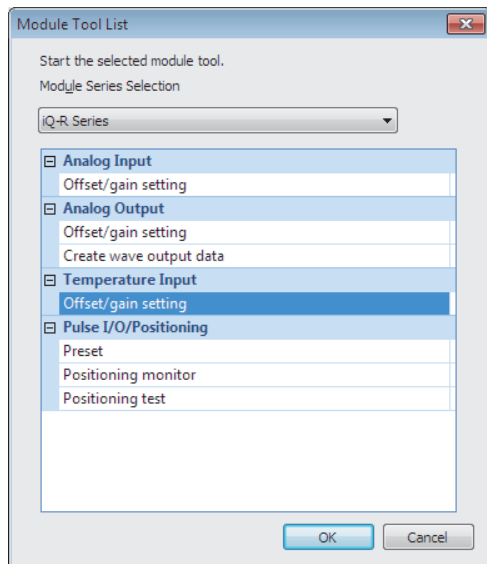 Module Tool List
Start the selected module tool.
Module Series Selection
iQ-R Series
Analog Input
Offset/gain setting
Analog Output
Offset/gain setting
Create wave output data
Temperature Input
Offset/gain setting
Pulse I/O/Positioning
Preset
Positioning monitor
Positioning test
OK
Cancel